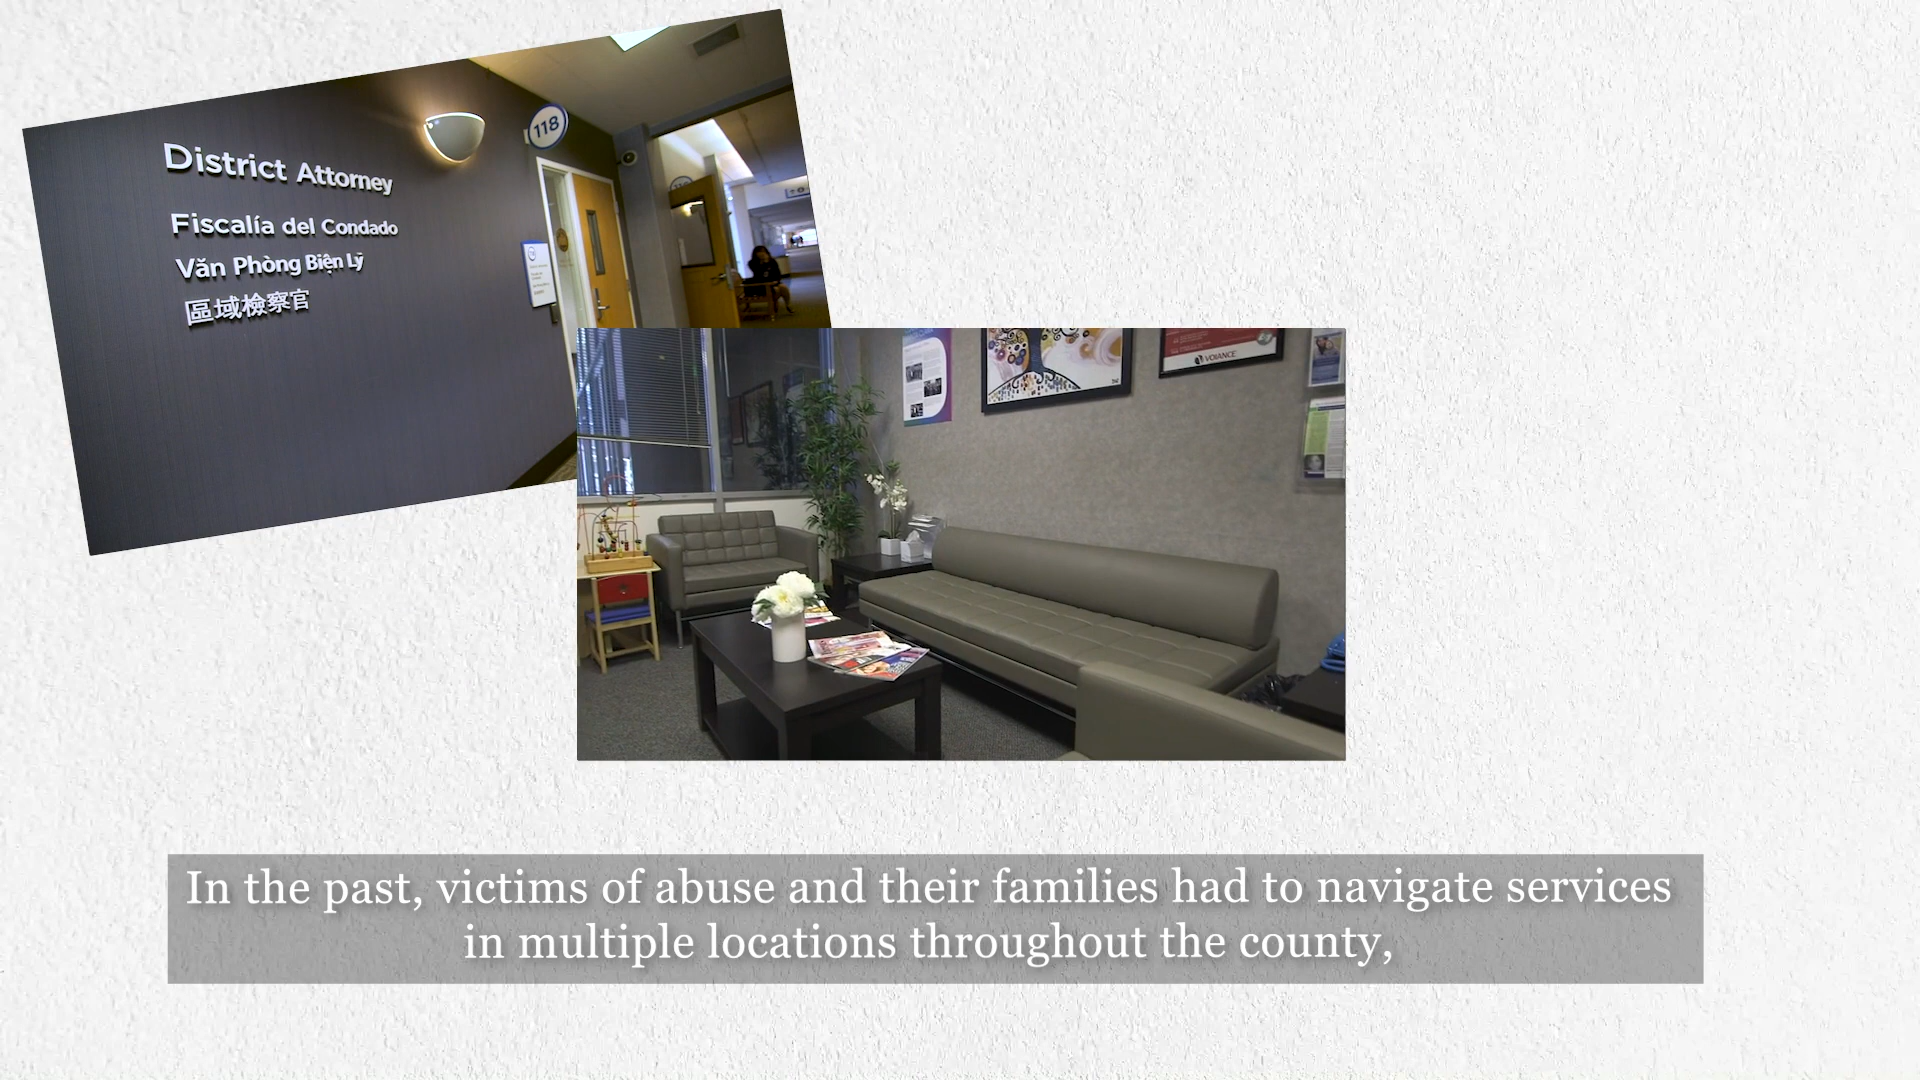 District Attorney
Fiscalía del Condado
Văn Phòng Biện Lý
區域檢察官
118
VOIANCE
In the past, victims of abuse and their families had to navigate services
in multiple locations throughout the county,